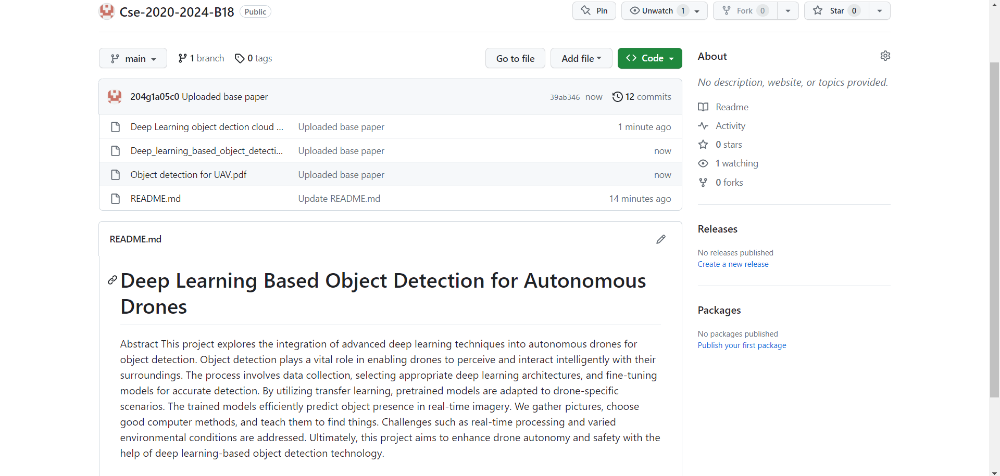 Cse-2020-2024-B18 Public
Pin Unwatch 1 Fork 0 Star 0
main 1 branch 0 tags Go to file Add file Code
204g1a05c0 Uploaded base paper 39ab346 now 12 commits
Deep Learning object dection cloud ... Uploaded base paper 1 minute ago
Deep_learning_based_object_detecti... Uploaded base paper now
Object detection for UAV.pdf Uploaded base paper now
README.md Update README.md 14 minutes ago
README.md
Deep Learning Based Object Detection for Autonomous
Drones
Abstract This project explores the integration of advanced deep learning techniques into autonomous drones for
object detection. Object detection plays a vital role in enabling drones to perceive and interact intelligently with their
surroundings. The process involves data collection, selecting appropriate deep learning architectures, and fine-tuning
models for accurate detection. By utilizing transfer learning, pretrained models are adapted to drone-specific
scenarios. The trained models efficiently predict object presence in real-time imagery. We gather pictures, choose
good computer methods, and teach them to find things. Challenges such as real-time processing and varied
environmental conditions are addressed. Ultimately, this project aims to enhance drone autonomy and safety with the
help of deep learning-based object detection technology.
About
No description, website, or topics provided.
Readme
Activity
0 stars
1 watching
0 forks
Releases
No releases published
Create a new release
Packages
No packages published
Publish your first package